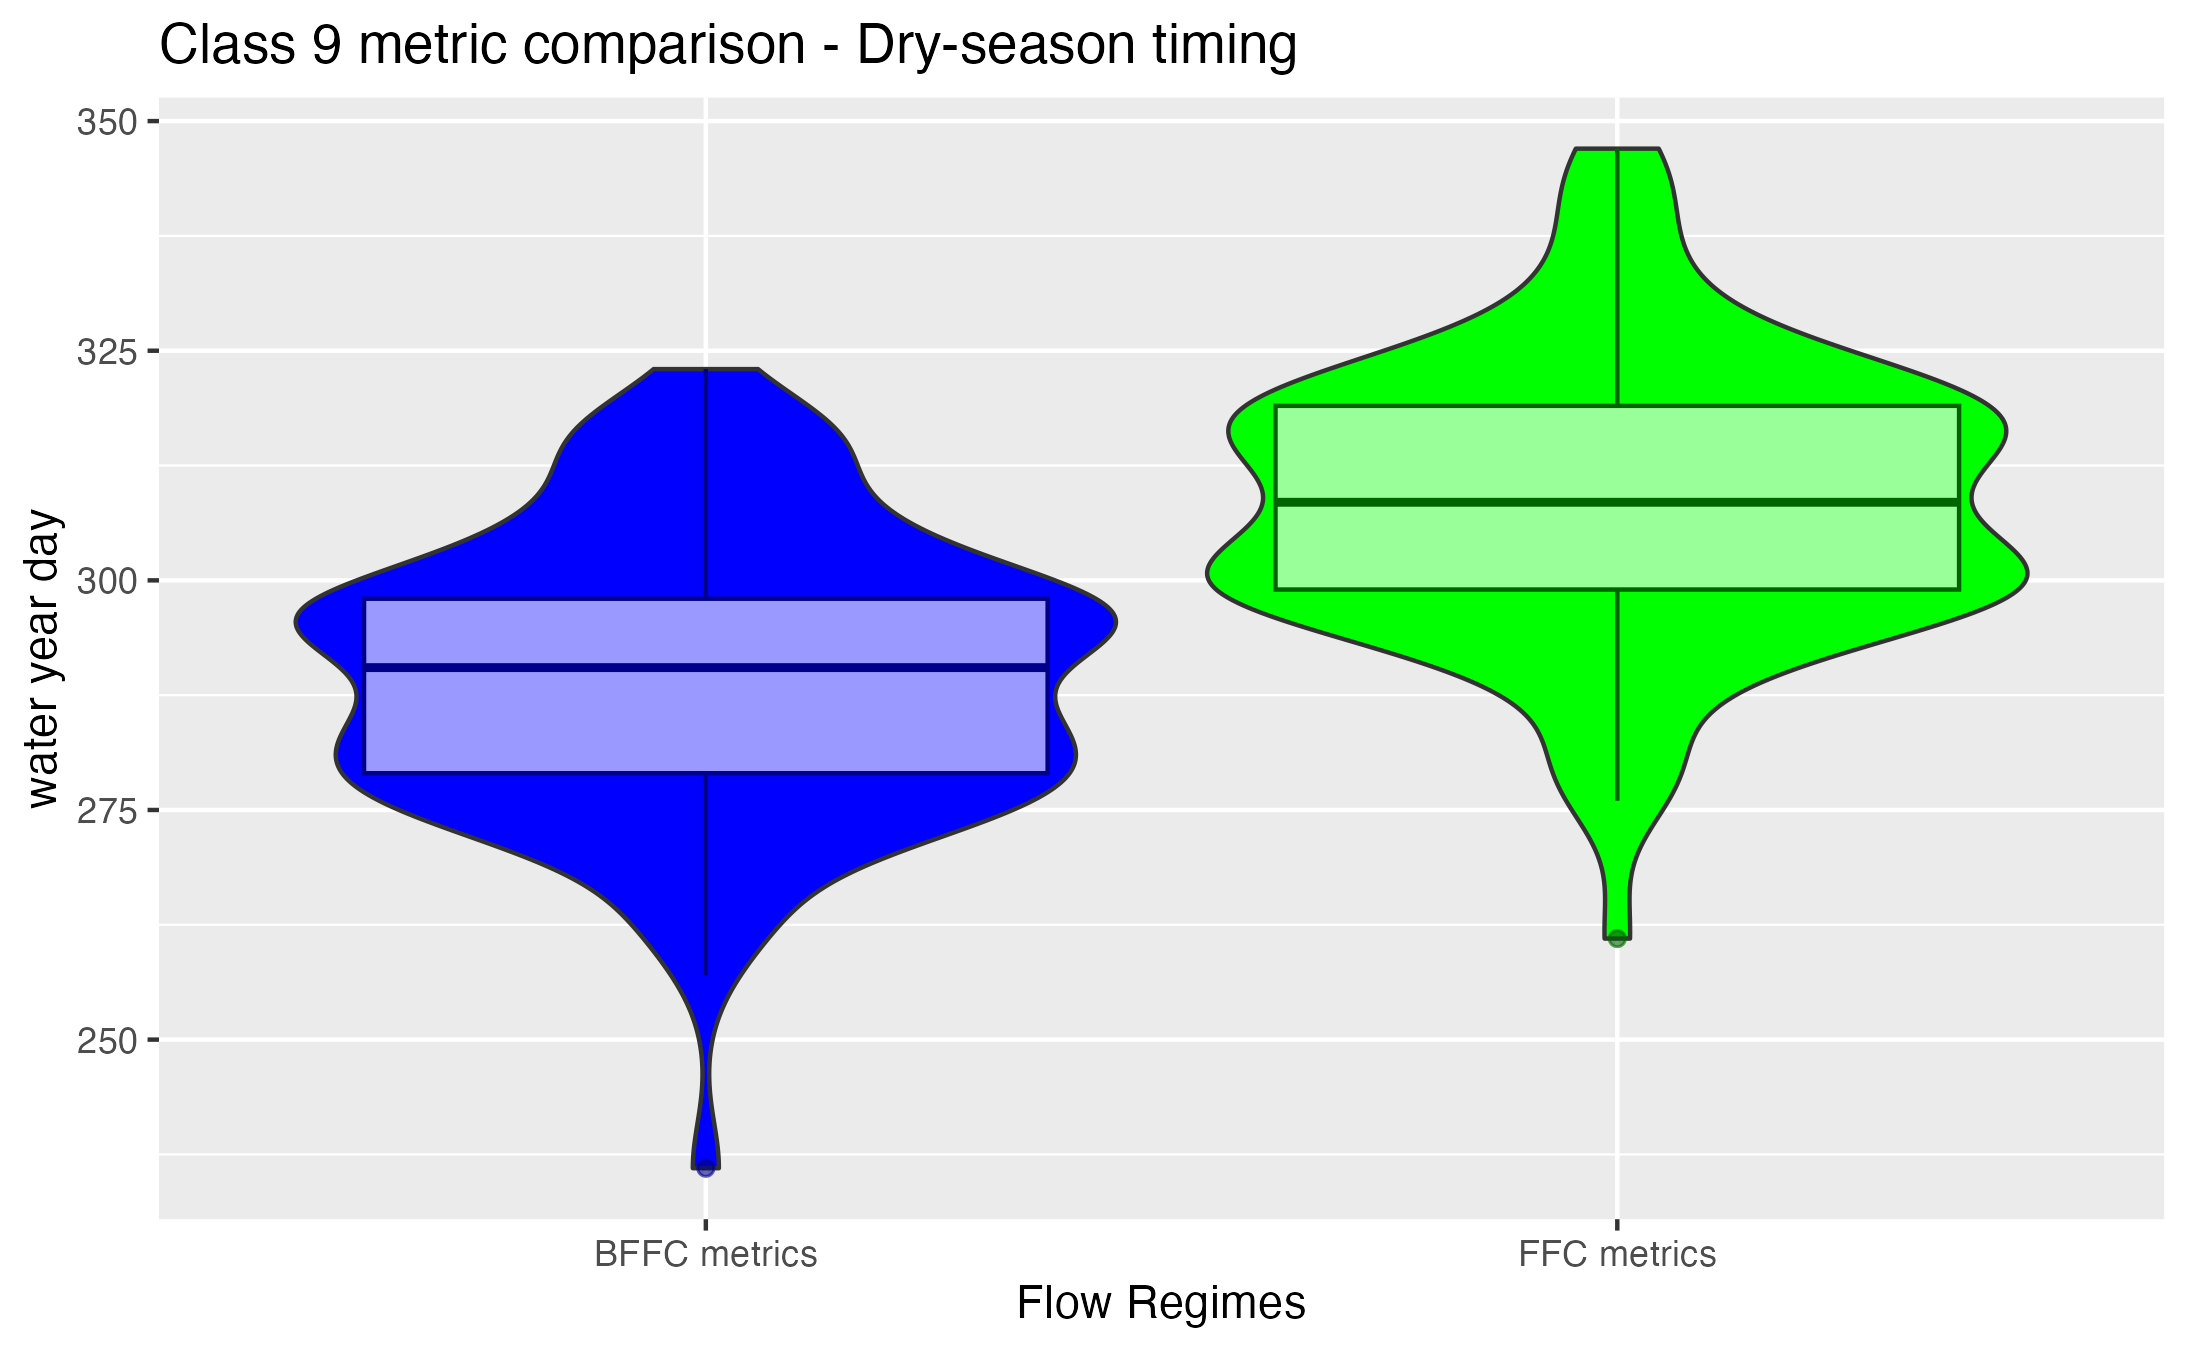 Class 9 metric comparison - Dry-season timing
350
325
300
275
250
water year day
BFFC metrics
FFC metrics
Flow Regimes